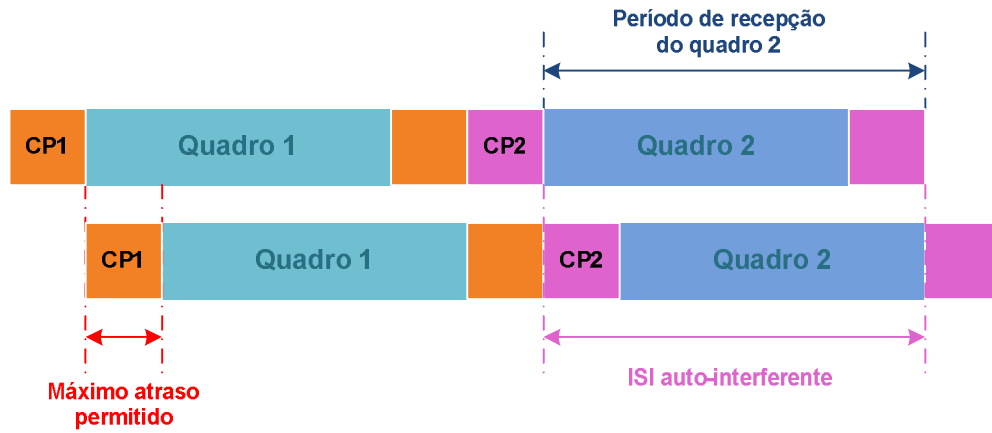 Período de recepção
do quadro 2
CP1 Quadro 1 CP2 Quadro 2
CP1 Quadro 1 CP2 Quadro 2
Máximo atraso
permitido
ISI auto-interferente